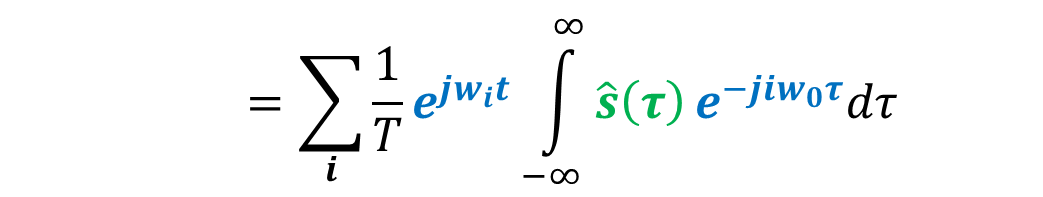 = ∑_i 1/T e^{jw_i t} ∫_{-∞}^{∞} ŝ(τ) e^{-jiw_0τ} dτ